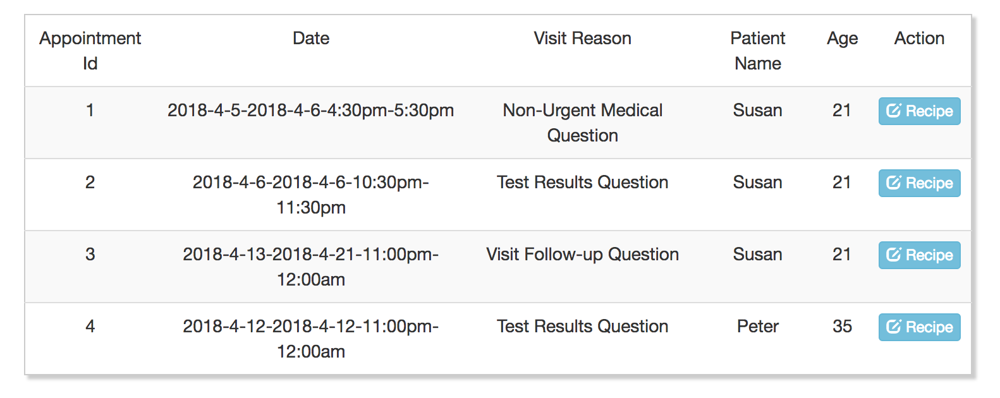 Appointment Id Date Visit Reason Patient Name Age Action
1 2018-4-5-2018-4-6-4:30pm-5:30pm Non-Urgent Medical Question Susan 21 Recipe
2 2018-4-6-2018-4-6-10:30pm-11:30pm Test Results Question Susan 21 Recipe
3 2018-4-13-2018-4-21-11:00pm-12:00am Visit Follow-up Question Susan 21 Recipe
4 2018-4-12-2018-4-12-11:00pm-12:00am Test Results Question Peter 35 Recipe